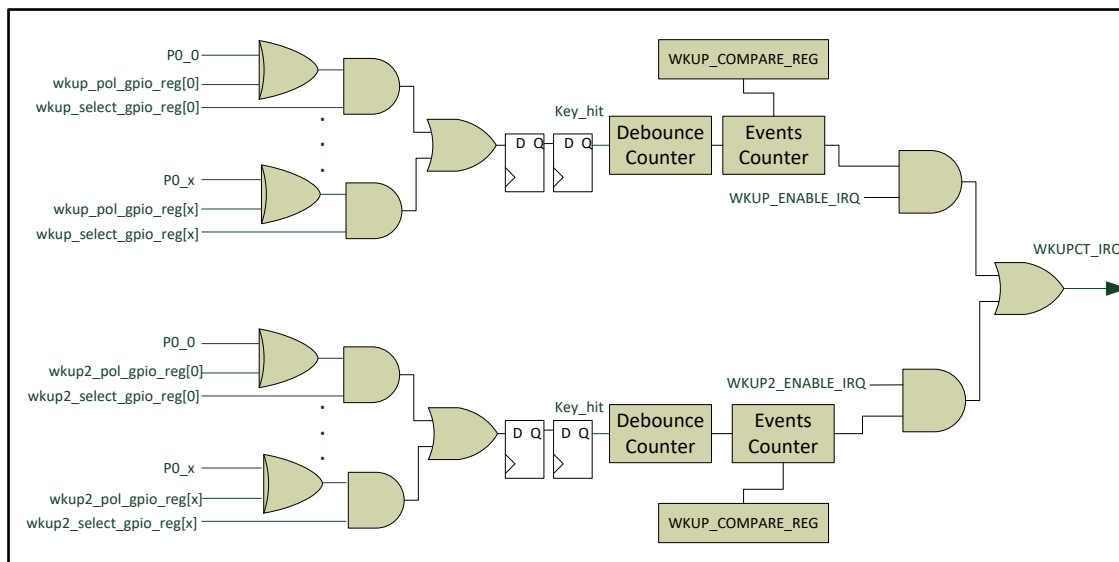 P0_0
wkup_pol_gpio_reg[0]
wkup_select_gpio_reg[0]
P0_x
wkup_pol_gpio_reg[x]
wkup_select_gpio_reg[x]
D Q
D Q
Key_hit
Debounce
Counter
WKUP_COMPARE_REG
Events
Counter
WKUP_ENABLE_IRQ
WKUPCT_IRQ
P0_0
wkup2_pol_gpio_reg[0]
wkup2_select_gpio_reg[0]
P0_x
wkup2_pol_gpio_reg[x]
wkup2_select_gpio_reg[x]
D Q
D Q
Key_hit
Debounce
Counter
WKUP2_ENABLE_IRQ
Events
Counter
WKUP_COMPARE_REG